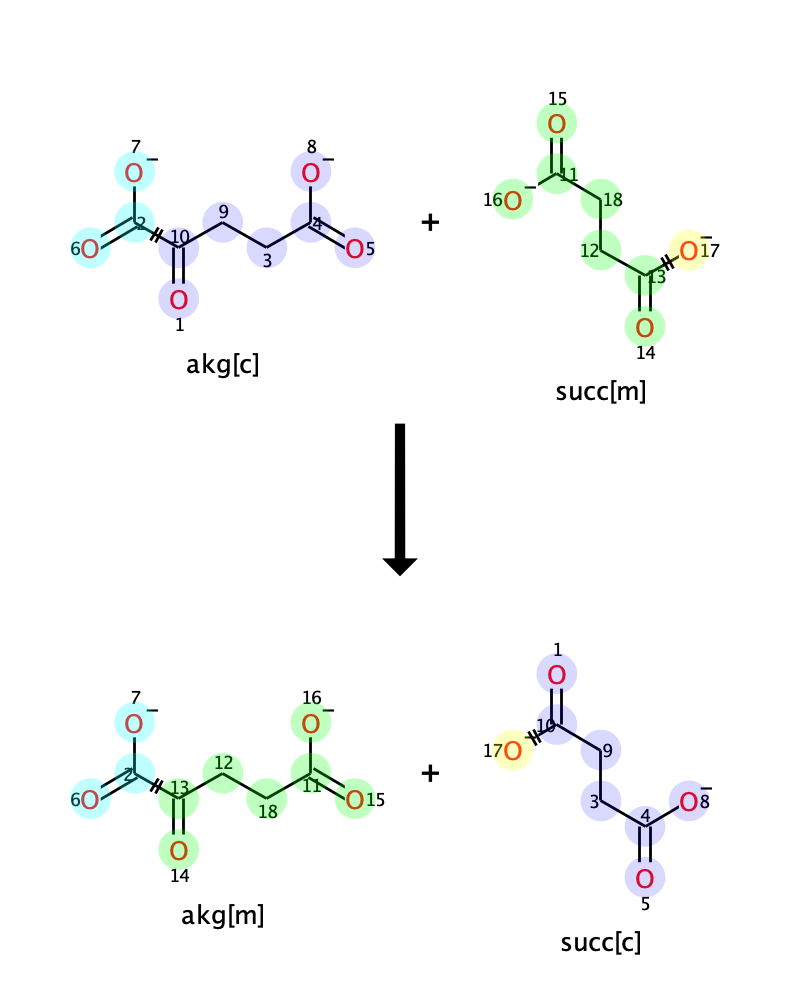 15
7 8
O O⁻ O⁻
11
16 O⁻ 18
9
2 4
+
10
6 O 3 O 5
12 O⁻ 17
13
O
1
O
14
akg[c]
succ[m]
1
O
7 16
10
O⁻ O⁻
17 O⁻ 9
12
2 13 11
+
6 O 18 O 15
3 O⁻ 8
4
O
14
O
5
akg[m]
succ[c]